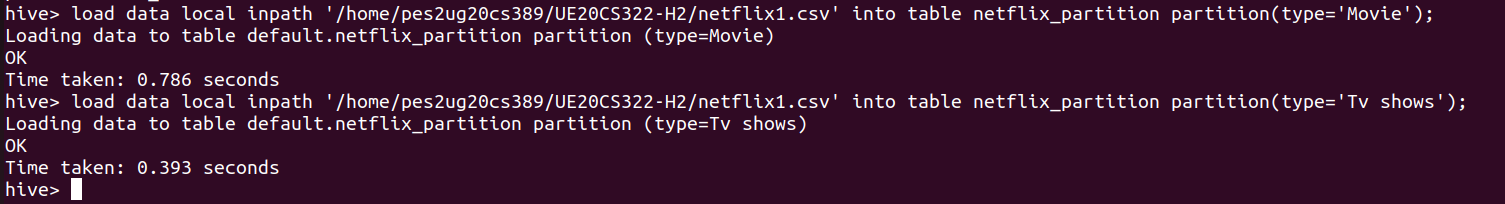 hive> load data local inpath '/home/pes2ug20cs389/UE20CS322-H2/netflix1.csv' into table netflix_partition partition(type='Movie');
Loading data to table default.netflix_partition partition (type=Movie)
OK
Time taken: 0.786 seconds
hive> load data local inpath '/home/pes2ug20cs389/UE20CS322-H2/netflix1.csv' into table netflix_partition partition(type='Tv shows');
Loading data to table default.netflix_partition partition (type=Tv shows)
OK
Time taken: 0.393 seconds
hive>